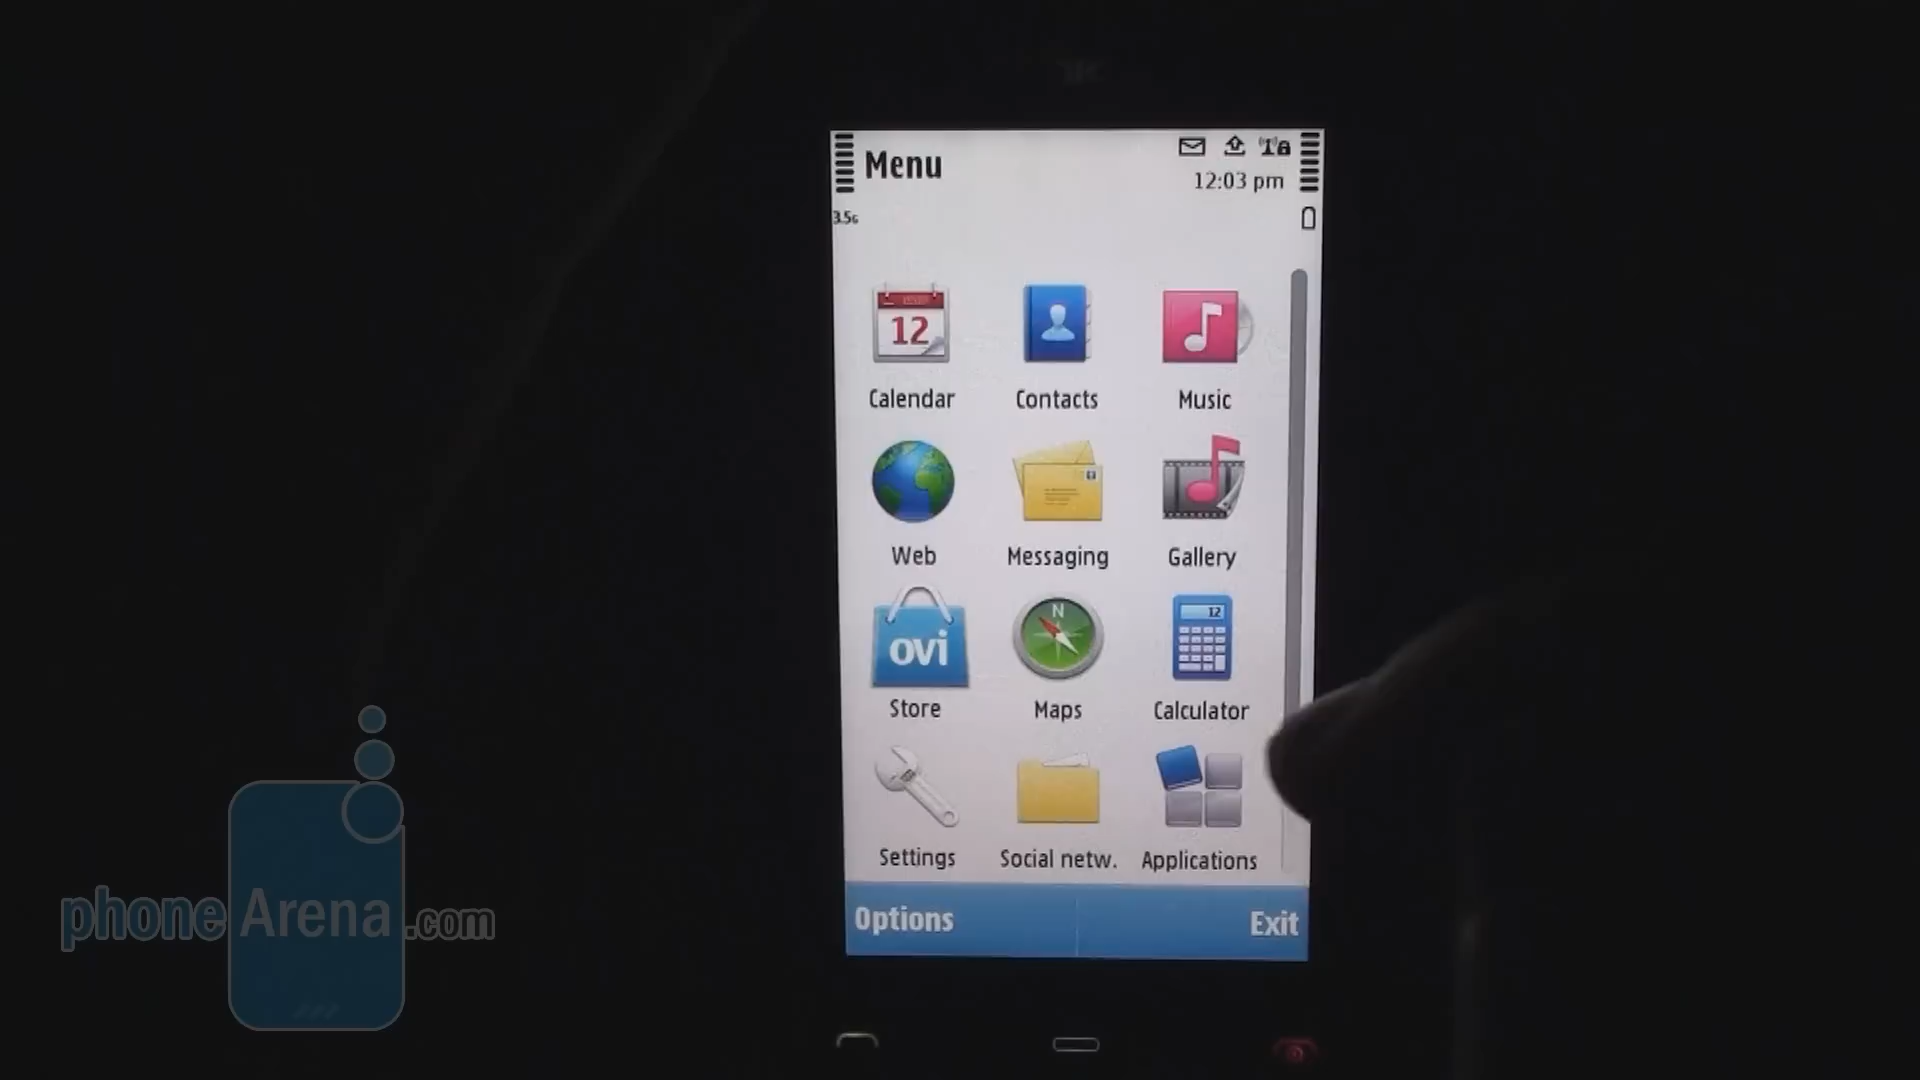 Menu
12:03 pm
3.5G
12
Calendar
Contacts
Music
Web
Messaging
Gallery
ovi
N
12
Store
Maps
Calculator
Settings
Social netw.
Applications
Options
Exit
phoneArena.com